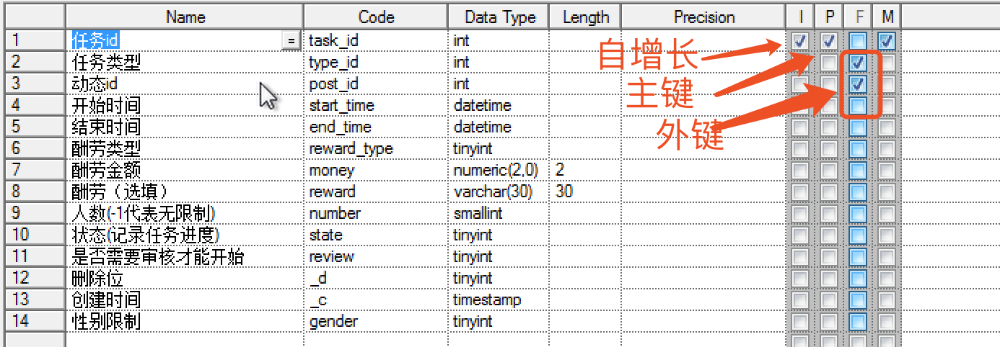 Name Code Data Type Length Precision I P F M
1 任务id = task_id int
2 任务类型 type_id int
3 动态id post_id int
4 开始时间 start_time datetime
5 结束时间 end_time datetime
6 酬劳类型 reward_type tinyint
7 酬劳金额 money numeric(2,0) 2
8 酬劳（选填） reward varchar(30) 30
9 人数(-1代表无限制) number smallint
10 状态(记录任务进度) state tinyint
11 是否需要审核才能开始 review tinyint
12 删除位 _d tinyint
13 创建时间 _c timestamp
14 性别限制 gender tinyint
自增长
主键
外键